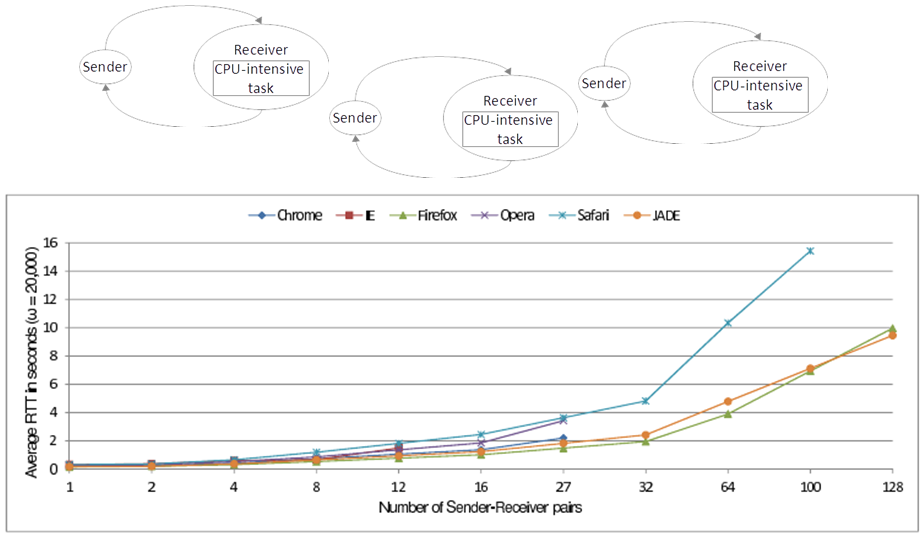 Sender
Receiver
CPU-intensive
task
Sender
Receiver
CPU-intensive
task
Sender
Receiver
CPU-intensive
task
Chrome IE Firefox Opera Safari JADE
Average RTT in seconds (ω = 20,000)
16
14
12
10
8
6
4
2
0
1 2 4 8 12 16 27 32 64 100 128
Number of Sender-Receiver pairs